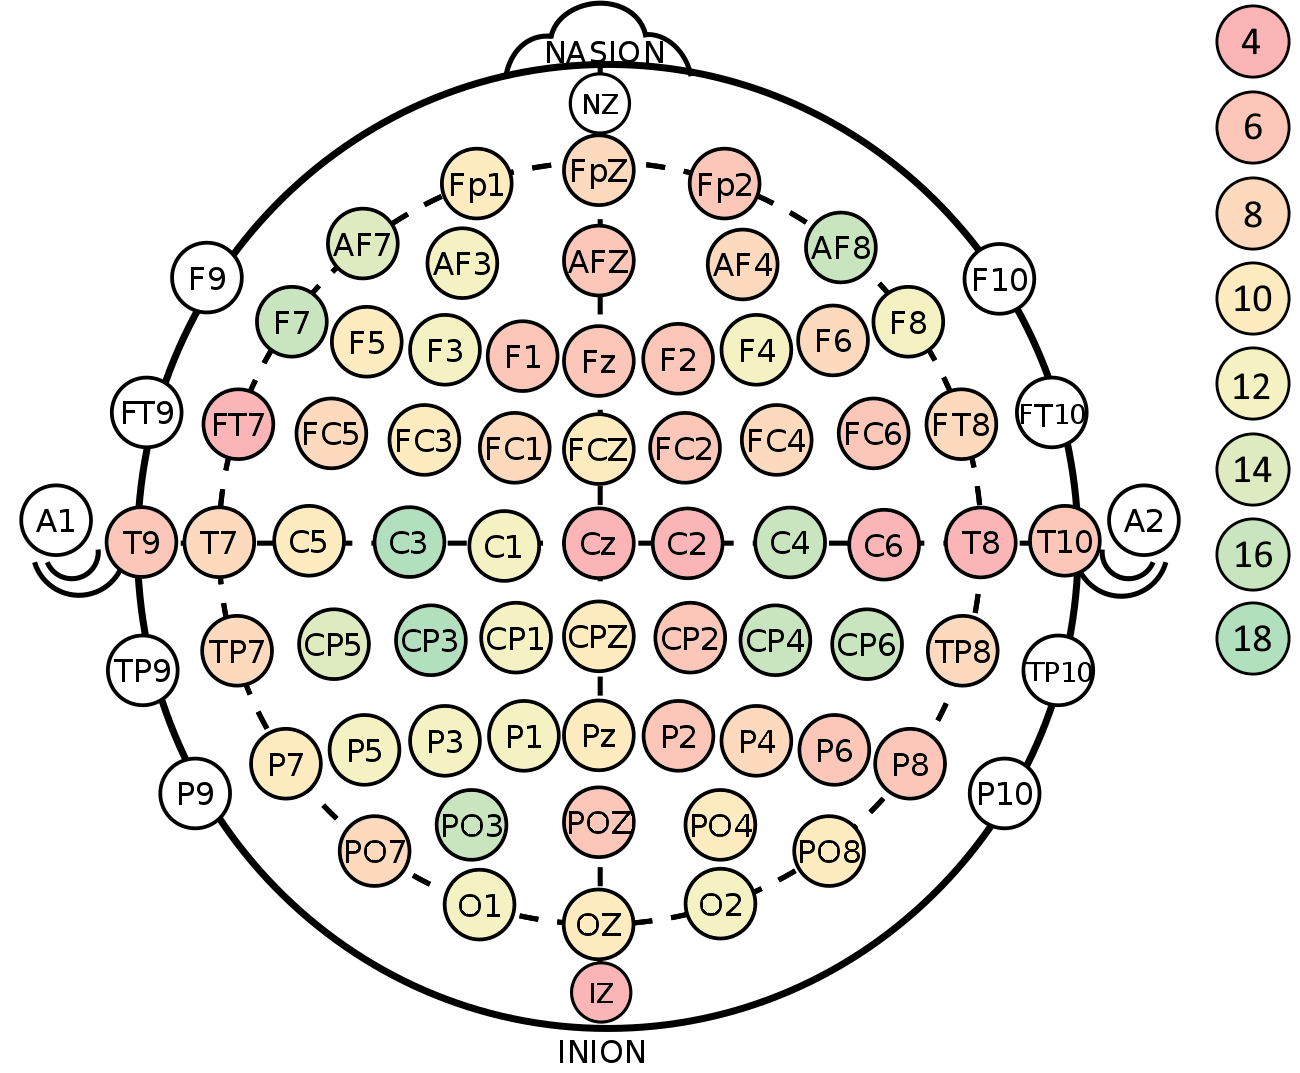 NASION
NZ
Fp1 FpZ Fp2
AF7 AF3 AFZ AF4 AF8
F9 F7 F5 F3 F1 Fz F2 F4 F6 F8 F10
FT9 FT7 FC5 FC3 FC1 FCZ FC2 FC4 FC6 FT8 FT10
A1 T9 T7 C5 C3 C1 Cz C2 C4 C6 T8 T10 A2
TP9 TP7 CP5 CP3 CP1 CPZ CP2 CP4 CP6 TP8 TP10
P9 P7 P5 P3 P1 Pz P2 P4 P6 P8 P10
PO7 PO3 POZ PO4 PO8
O1 OZ O2
IZ
INION
4
6
8
10
12
14
16
18